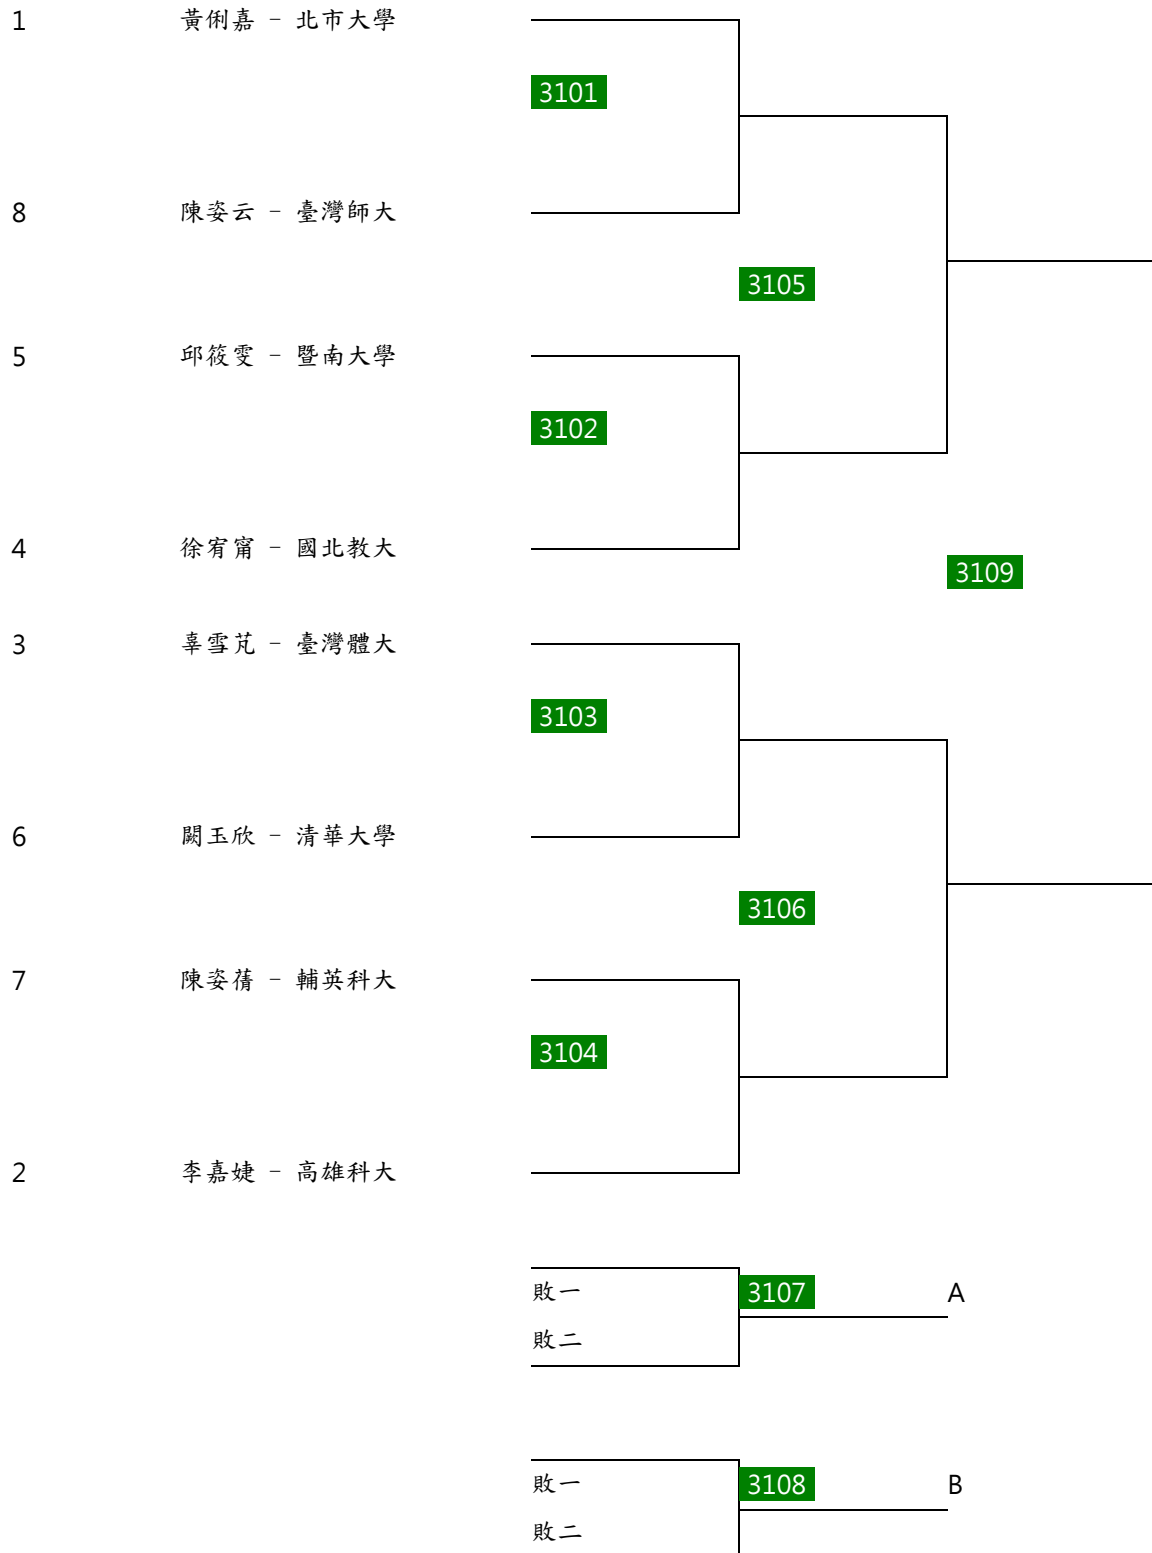 1 黃俐嘉 - 北市大學
3101
8 陳姿云 - 臺灣師大
3105
5 邱筱雯 - 暨南大學
3102
4 徐宥甯 - 國北教大
3109
3 辜雪芃 - 臺灣體大
3103
6 闕玉欣 - 清華大學
3106
7 陳姿蒨 - 輔英科大
3104
2 李嘉婕 - 高雄科大
敗一 3107 A
敗二
敗一 3108 B
敗二